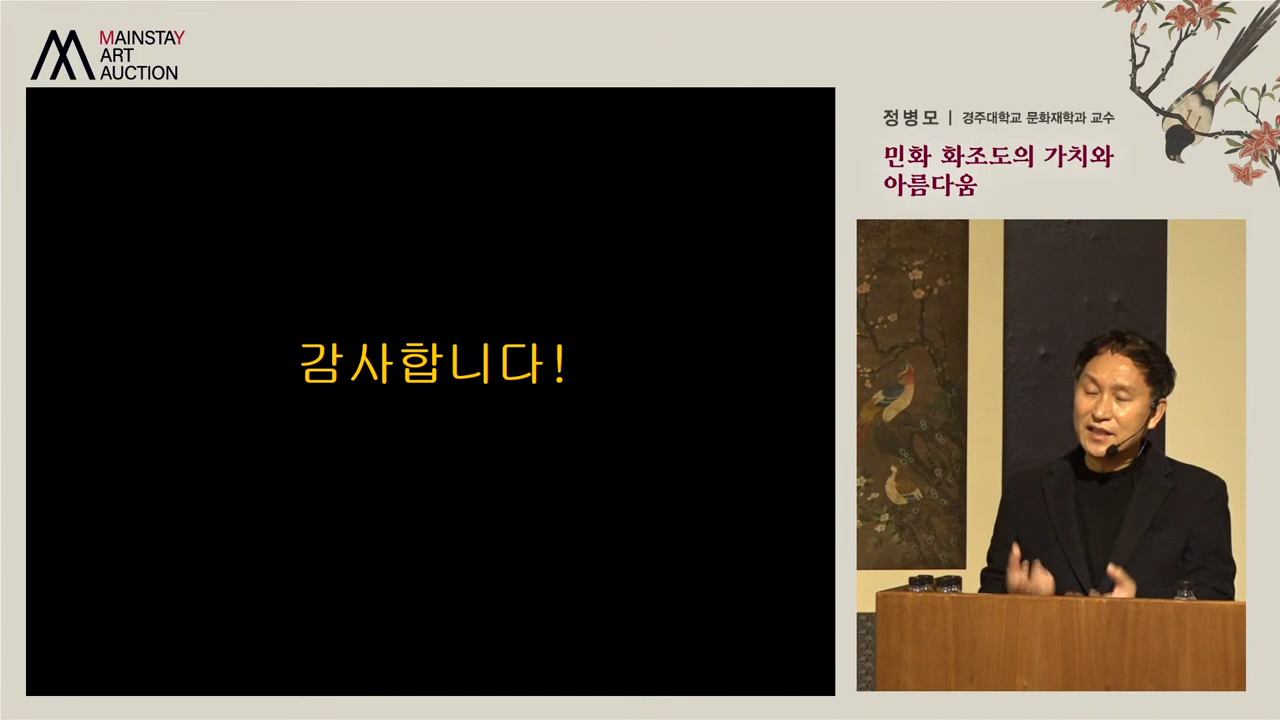 MAINSTAY
ART
AUCTION
정병모 | 경주대학교 문화재학과 교수
민화 화조도의 가치와
아름다움
감사합니다!